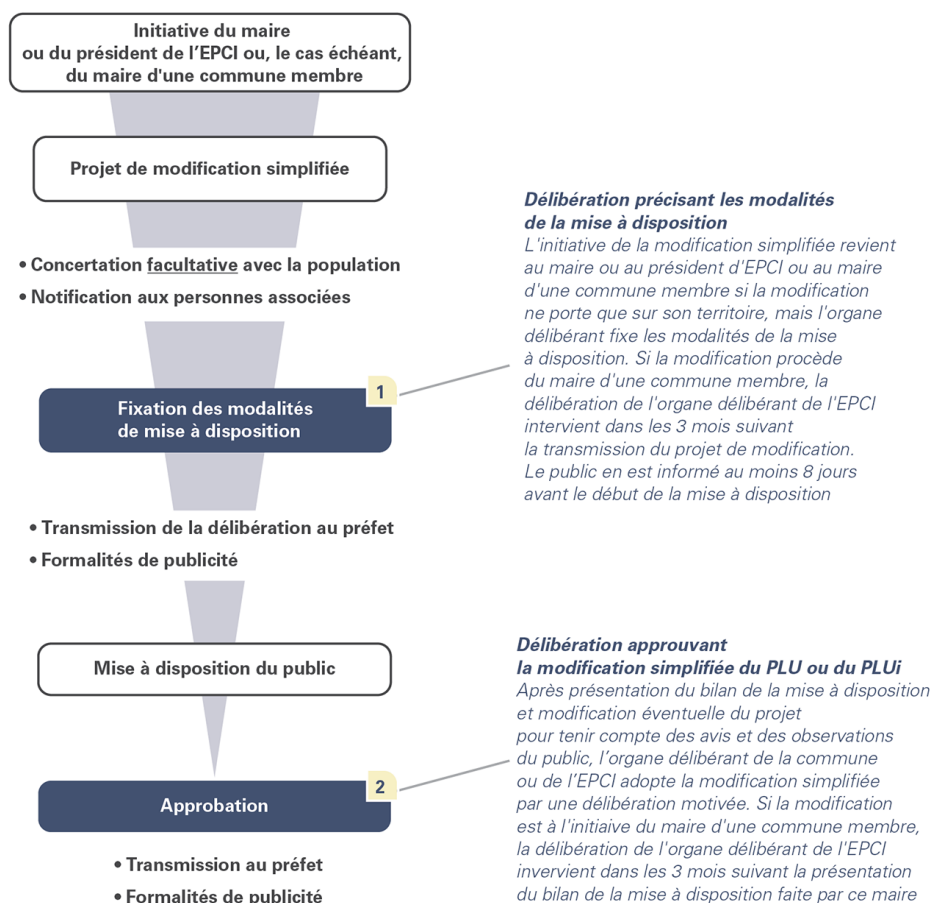 Initiative du maire
ou du président de l’EPCI ou, le cas échéant,
du maire d'une commune membre
Projet de modification simplifiée
• Concertation facultative avec la population
• Notification aux personnes associées
1
Fixation des modalités
de mise à disposition
Délibération précisant les modalités
de la mise à disposition
L'initiative de la modification simplifiée revient
au maire ou au président d'EPCI ou au maire
d'une commune membre si la modification
ne porte que sur son territoire, mais l'organe
délibérant fixe les modalités de la mise
à disposition. Si la modification procède
du maire d'une commune membre, la
délibération de l'organe délibérant de l'EPCI
intervient dans les 3 mois suivant
la transmission du projet de modification.
Le public en est informé au moins 8 jours
avant le début de la mise à disposition
• Transmission de la délibération au préfet
• Formalités de publicité
Mise à disposition du public
2
Approbation
Délibération approuvant
la modification simplifiée du PLU ou du PLUi
Après présentation du bilan de la mise à disposition
et modification éventuelle du projet
pour tenir compte des avis et des observations
du public, l’organe délibérant de la commune
ou de l’EPCI adopte la modification simplifiée
par une délibération motivée. Si la modification
est à l'initiaive du maire d'une commune membre,
la délibération de l'organe délibérant de l'EPCI
invervient dans les 3 mois suivant la présentation
du bilan de la mise à disposition faite par ce maire
• Transmission au préfet
• Formalités de publicité